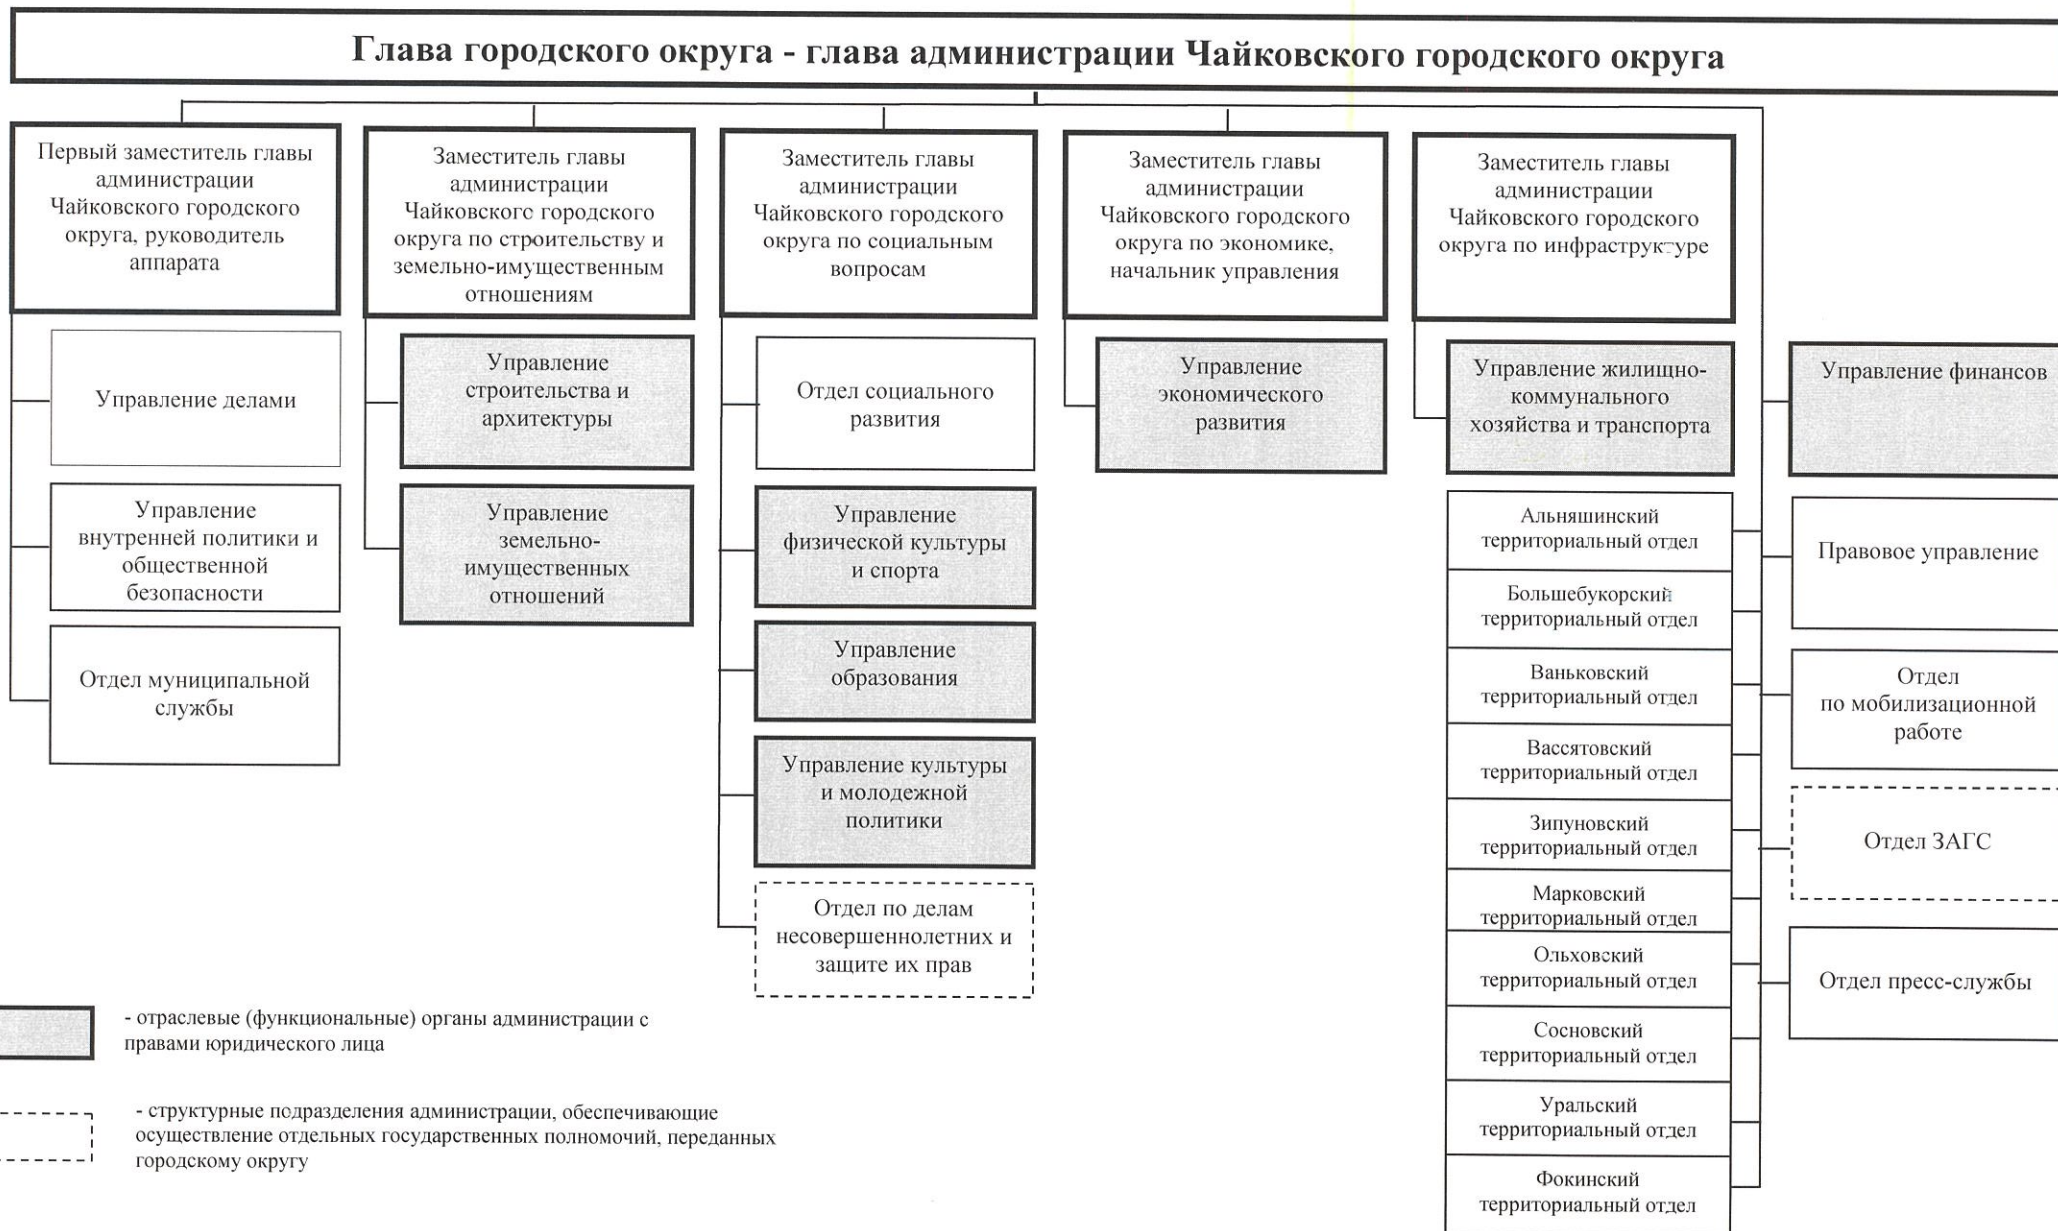 Глава городского округа - глава администрации Чайковского городского округа
Первый заместитель главы
администрации
Чайковского городского
округа, руководитель
аппарата
Заместитель главы
администрации
Чайковского городского
округа по строительству и
земельно-имущественным
отношениям
Заместитель главы
администрации
Чайковского городского
округа по социальным
вопросам
Заместитель главы
администрации
Чайковского городского
округа по экономике,
начальник управления
Заместитель главы
администрации
Чайковского городского
округа по инфраструктуре
Управление делами
Управление
внутренней политики и
общественной
безопасности
Отдел муниципальной
службы
Управление
строительства и
архитектуры
Управление
земельно-
имущественных
отношений
Отдел социального
развития
Управление
физической культуры
и спорта
Управление
образования
Управление культуры
и молодежной
политики
Отдел по делам
несовершеннолетних и
защите их прав
Управление
экономического
развития
Управление жилищно-
коммунального
хозяйства и транспорта
Альняшинский
территориальный отдел
Большебукорский
территориальный отдел
Ваньковский
территориальный отдел
Вассятовский
территориальный отдел
Зипуновский
территориальный отдел
Марковский
территориальный отдел
Ольховский
территориальный отдел
Сосновский
территориальный отдел
Уральский
территориальный отдел
Фокинский
территориальный отдел
Управление финансов
Правовое управление
Отдел
по мобилизационной
работе
Отдел ЗАГС
Отдел пресс-службы
- отраслевые (функциональные) органы администрации с
правами юридического лица
- структурные подразделения администрации, обеспечивающие
осуществление отдельных государственных полномочий, переданных
городскому округу